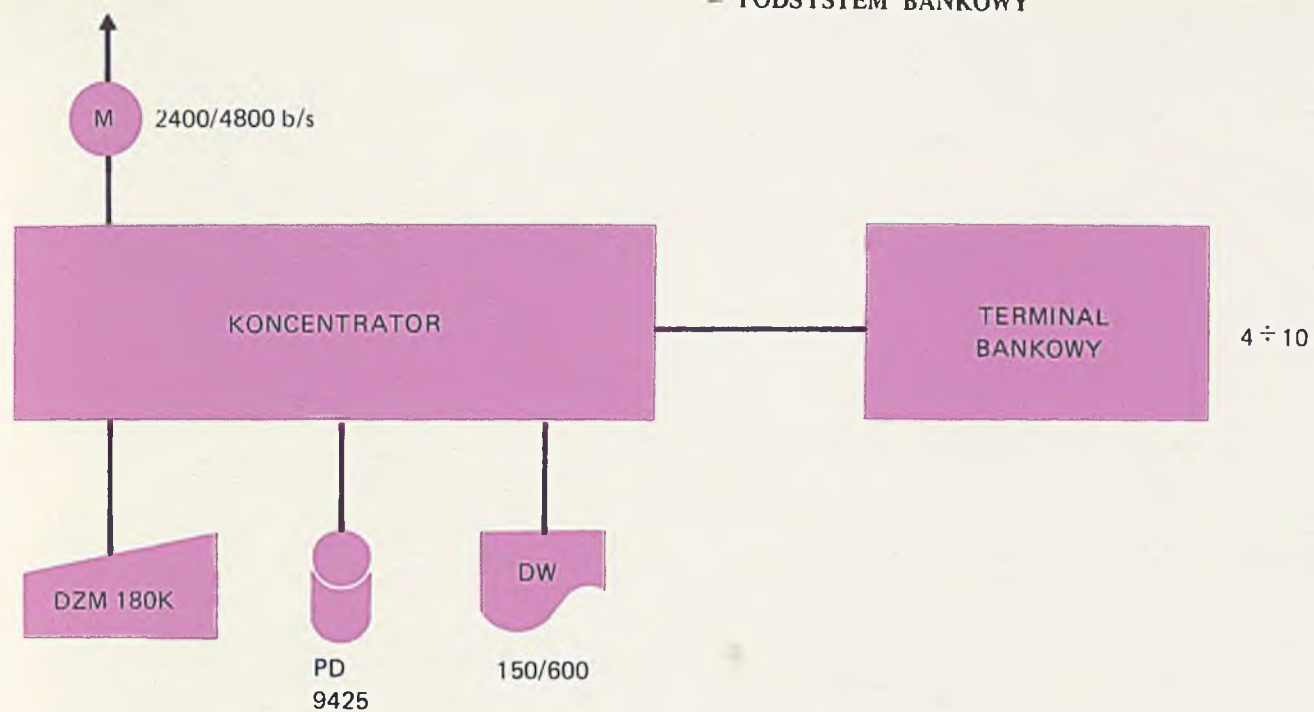 – PODSYSTEM BANKOWY
M
2400/4800 b/s
KONCENTRATOR
TERMINAL
BANKOWY
4 ÷ 10
DZM 180K
PD
9425
DW
150/600